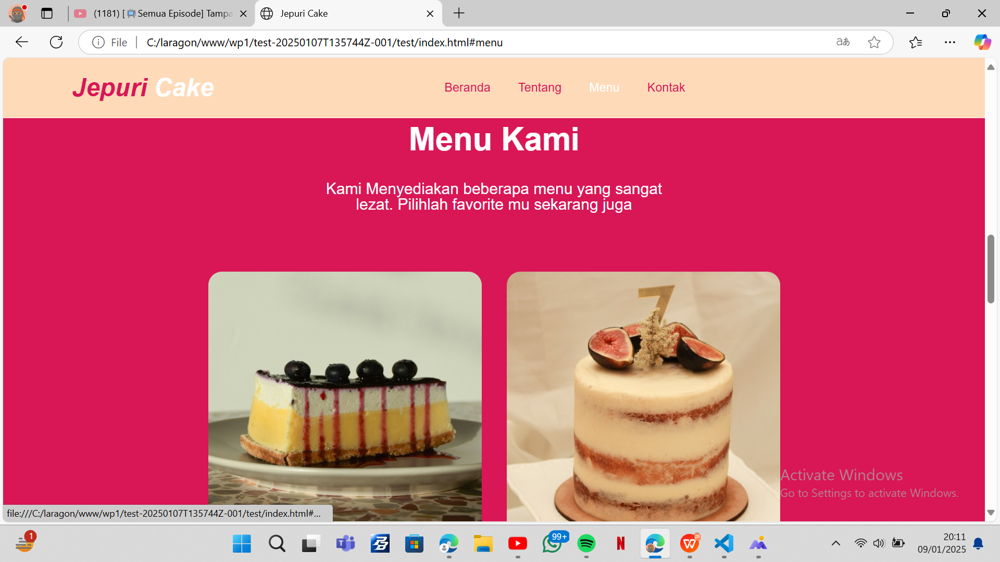 (1181) [📺Semua Episode] Tampa
Jepuri Cake
File
C:/laragon/www/wp1/test-20250107T135744Z-001/test/index.html#menu
aあ
Jepuri Cake
Beranda
Tentang
Menu
Kontak
Menu Kami
Kami Menyediakan beberapa menu yang sangat
lezat. Pilihlah favorite mu sekarang juga
7
Activate Windows
Go to Settings to activate Windows.
file:///C:/laragon/www/wp1/test-20250107T135744Z-001/test/index.html#...
1
99+
20:11
09/01/2025